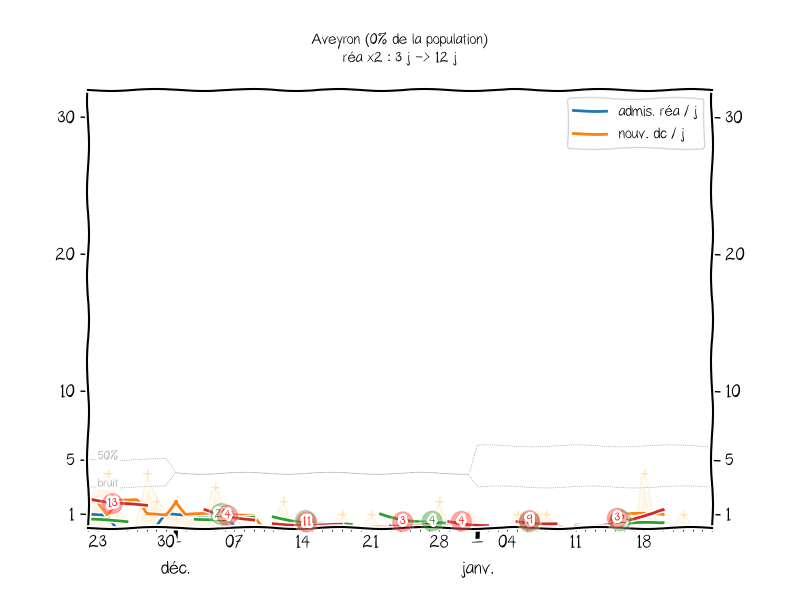 Aveyron (0% de la population)
réa x2 : 3 j -> 12 j
admis. réa / j
nouv. dc / j
30 30
20 20
10 10
50%
5 5
bruit
13 4 11 3 4 4 9
1 1
23 30 07 14 21 28 04 11 18
déc. janv.